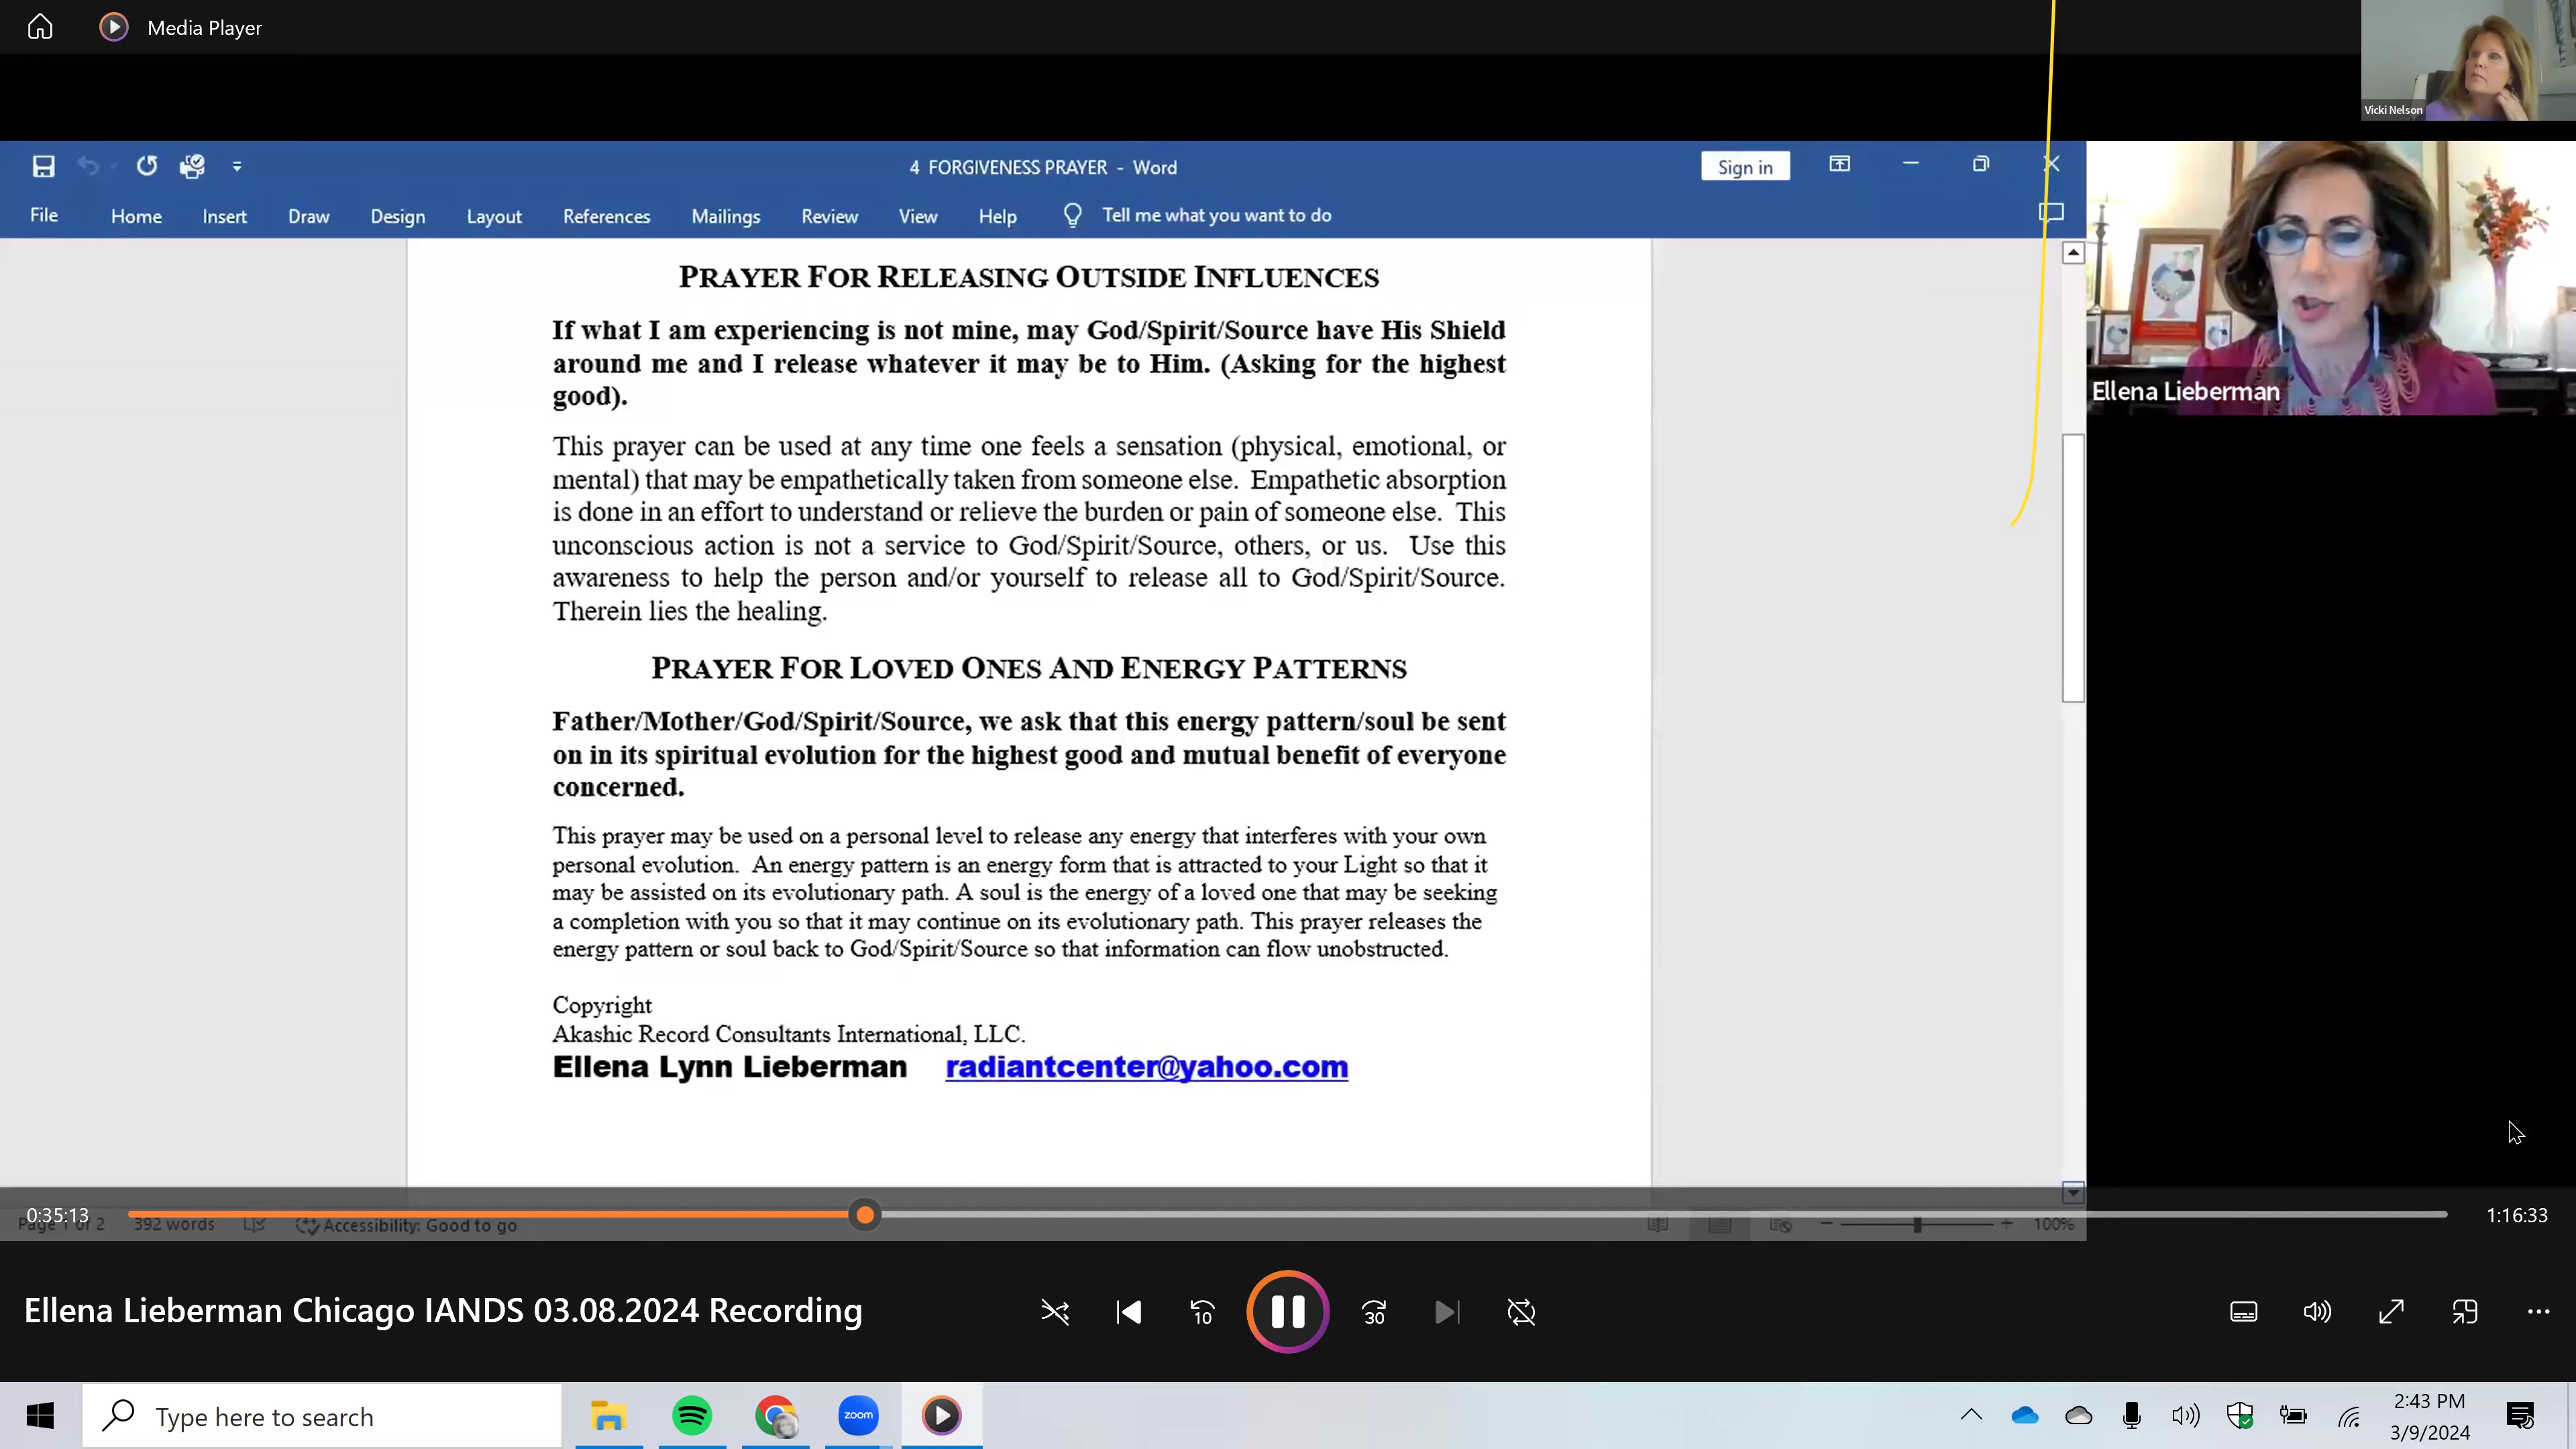 Media Player
Vicki Nelson
4 FORGIVENESS PRAYER - Word
Sign in
File Home Insert Draw Design Layout References Mailings Review View Help Tell me what you want to do
PRAYER FOR RELEASING OUTSIDE INFLUENCES
If what I am experiencing is not mine, may God/Spirit/Source have His Shield
around me and I release whatever it may be to Him. (Asking for the highest
good).
Ellena Lieberman
This prayer can be used at any time one feels a sensation (physical, emotional, or
mental) that may be empathetically taken from someone else. Empathetic absorption
is done in an effort to understand or relieve the burden or pain of someone else. This
unconscious action is not a service to God/Spirit/Source, others, or us. Use this
awareness to help the person and/or yourself to release all to God/Spirit/Source.
Therein lies the healing.
PRAYER FOR LOVED ONES AND ENERGY PATTERNS
Father/Mother/God/Spirit/Source, we ask that this energy pattern/soul be sent
on in its spiritual evolution for the highest good and mutual benefit of everyone
concerned.
This prayer may be used on a personal level to release any energy that interferes with your own
personal evolution. An energy pattern is an energy form that is attracted to your Light so that it
may be assisted on its evolutionary path. A soul is the energy of a loved one that may be seeking
a completion with you so that it may continue on its evolutionary path. This prayer releases the
energy pattern or soul back to God/Spirit/Source so that information can flow unobstructed.
Copyright
Akashic Record Consultants International, LLC.
Ellena Lynn Lieberman radiantcenter@yahoo.com
0:35:13
1:16:33
Page 1 of 2 392 words Accessibility: Good to go 100%
Ellena Lieberman Chicago IANDS 03.08.2024 Recording
10
30
Type here to search
zoom
2:43 PM
3/9/2024